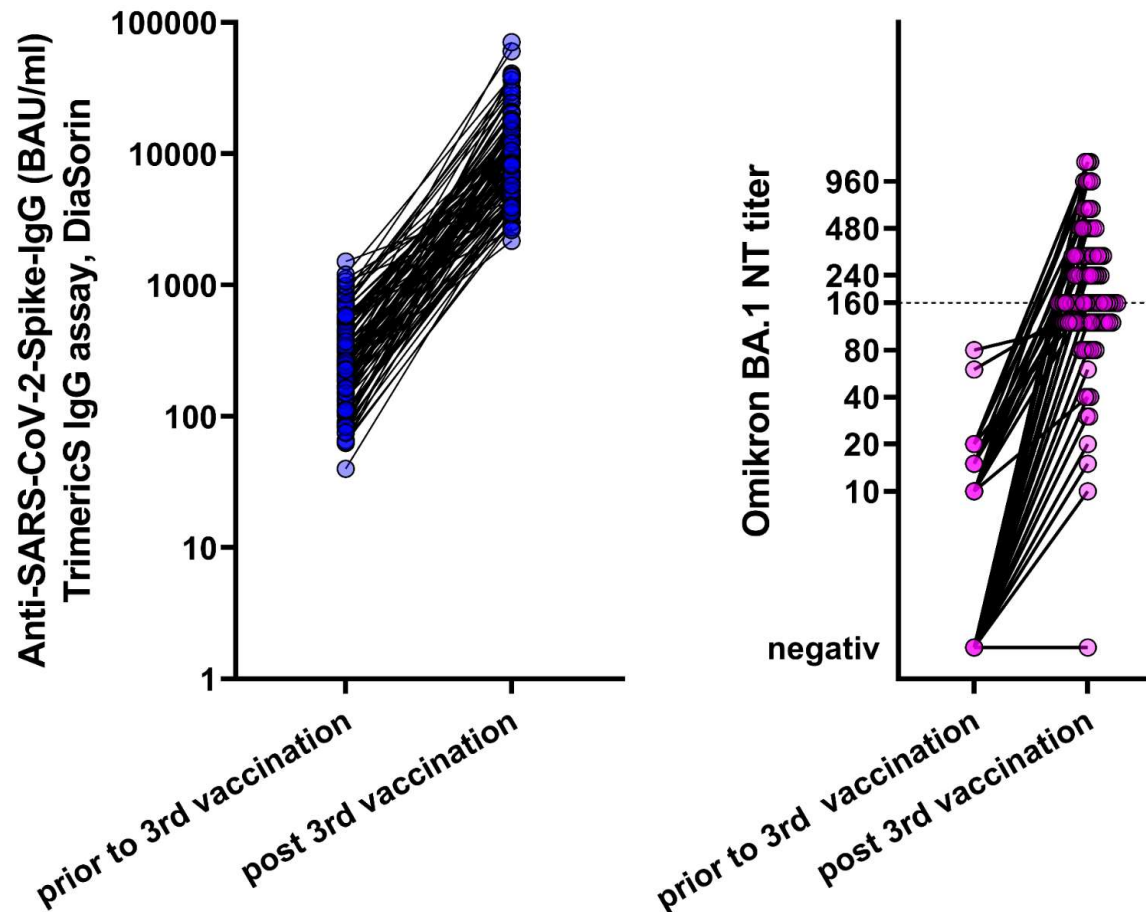 Anti-SARS-CoV-2-Spike-IgG (BAU/ml)
TrimericS IgG assay, DiaSorin
100000
10000
1000
100
10
1
prior to 3rd vaccination
post 3rd vaccination
Omikron BA.1 NT titer
960
480
240
160
80
40
20
10
negativ
prior to 3rd vaccination
post 3rd vaccination